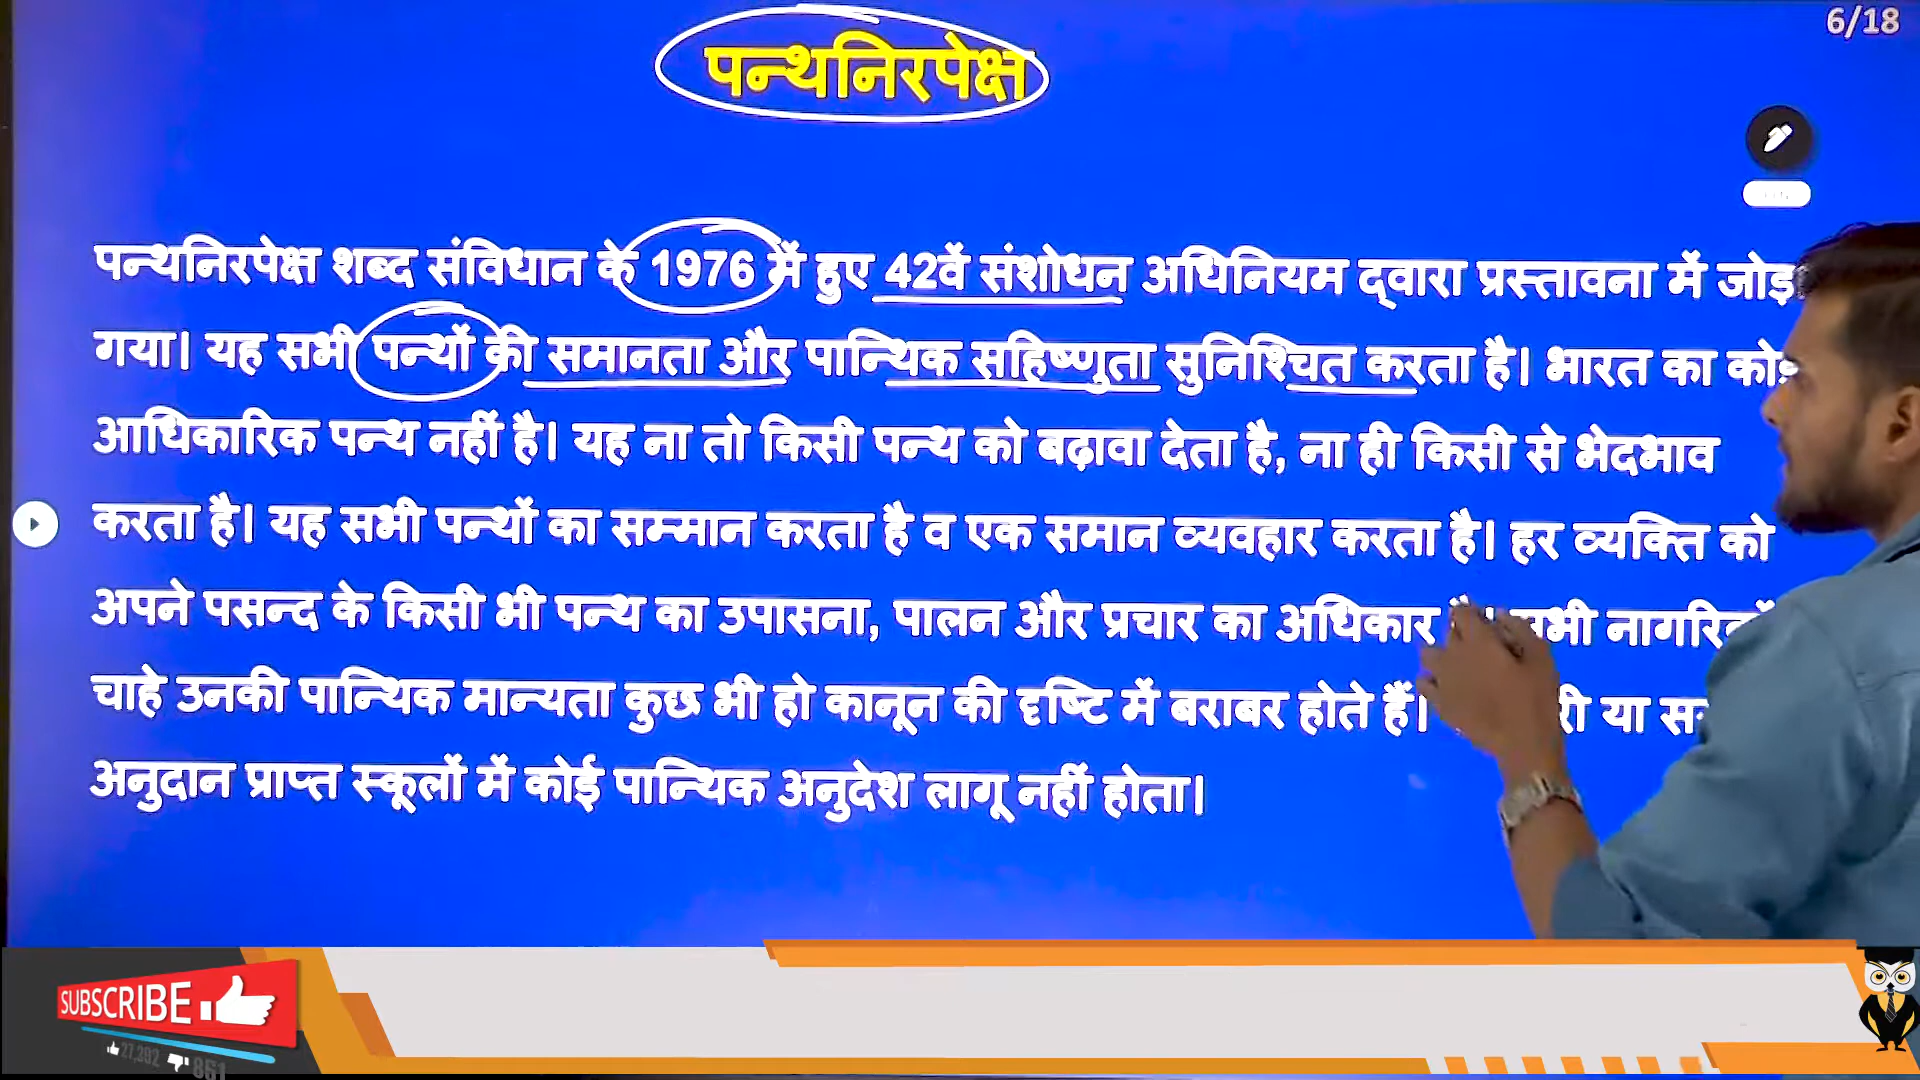 6/18
पन्थनिरपेक्ष
पन्थनिरपेक्ष शब्द संविधान के 1976 में हुए 42वें संशोधन अधिनियम द्वारा प्रस्तावना में
गया। यह सभी पन्थों की समानता और पान्थिक सहिष्णुता सुनिश्चित करता है। भारत का
आधिकारिक पन्थ नहीं है। यह ना तो किसी पन्थ को बढ़ावा देता है, ना ही किसी से भेदभाव
करता है। यह सभी पन्थों का सम्मान करता है व एक समान व्यवहार करता है। हर व्यक्ति को
अपने पसन्द के किसी भी पन्थ का उपासना, पालन और प्रचार का अधिकार
चाहे उनकी पान्थिक मान्यता कुछ भी हो कानून की दृष्टि में बराबर होते हैं। या
अनुदान प्राप्त स्कूलों में कोई पान्थिक अनुदेश लागू नहीं होता।
SUBSCRIBE
27,392 861